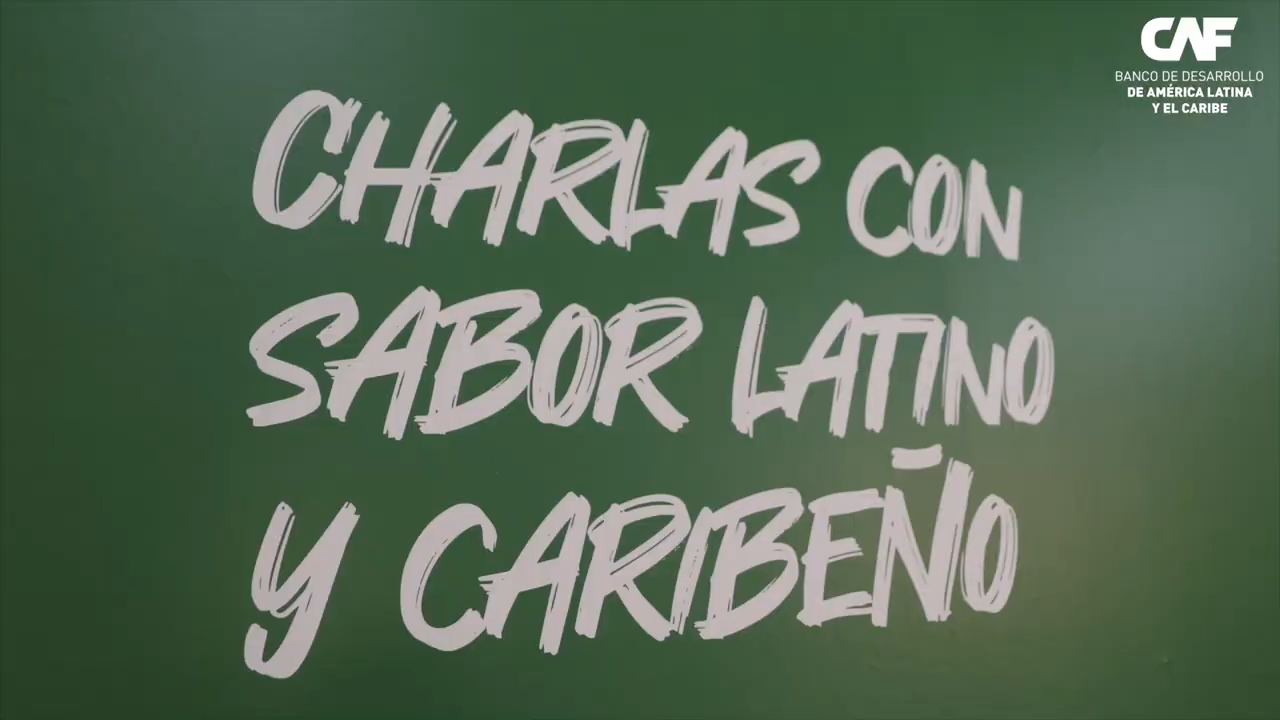 CAF
BANCO DE DESARROLLO
DE AMÉRICA LATINA
Y EL CARIBE
CHARLAS CON
SABOR LATINO
Y CARIBEÑO